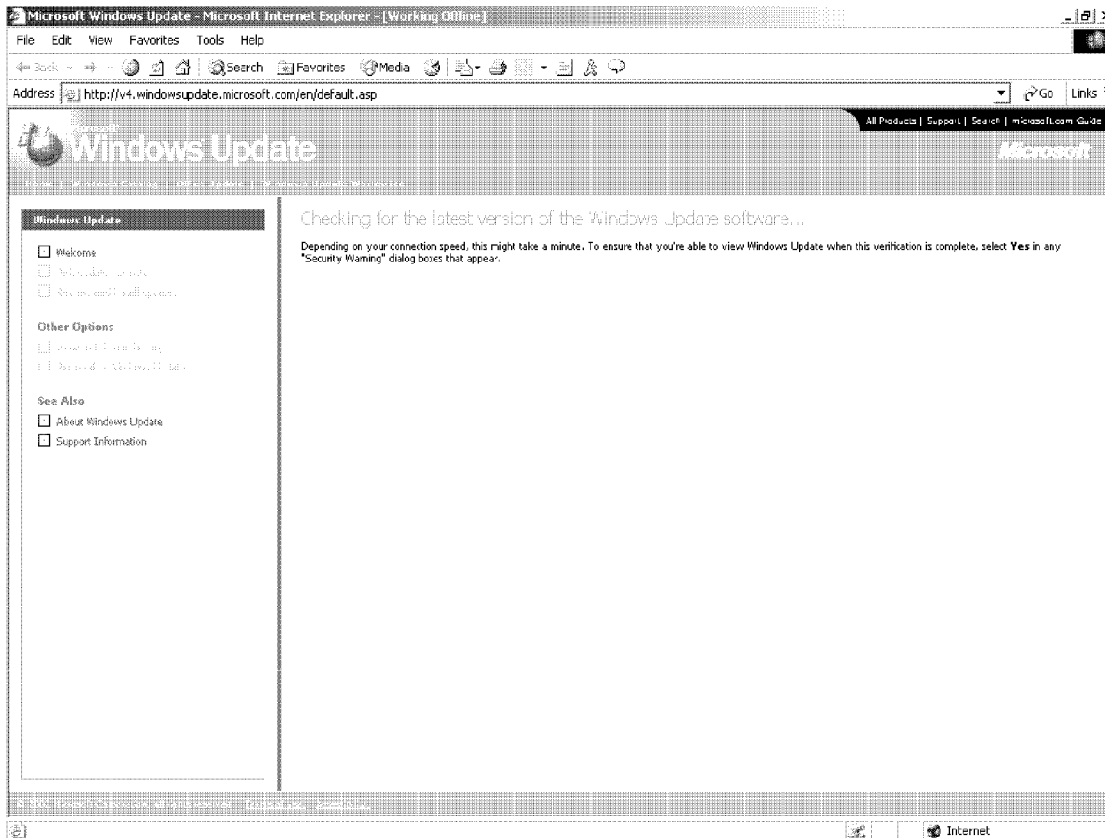 Microsoft Windows Update - Microsoft Internet Explorer - [Working Offline]
File Edit View Favorites Tools Help
Back Search Favorites Media
Address http://v4.windowsupdate.microsoft.com/en/default.asp Go Links
All Products | Support | Search | microsoft.com Guide
Microsoft
Windows Update
Microsoft
Windows Update
Welcome
Other Options
See Also
About Windows Update
Support Information
Checking for the latest version of the Windows Update software...
Depending on your connection speed, this might take a minute. To ensure that you're able to view Windows Update when this verification is complete, select Yes in any
"Security Warning" dialog boxes that appear.
Internet